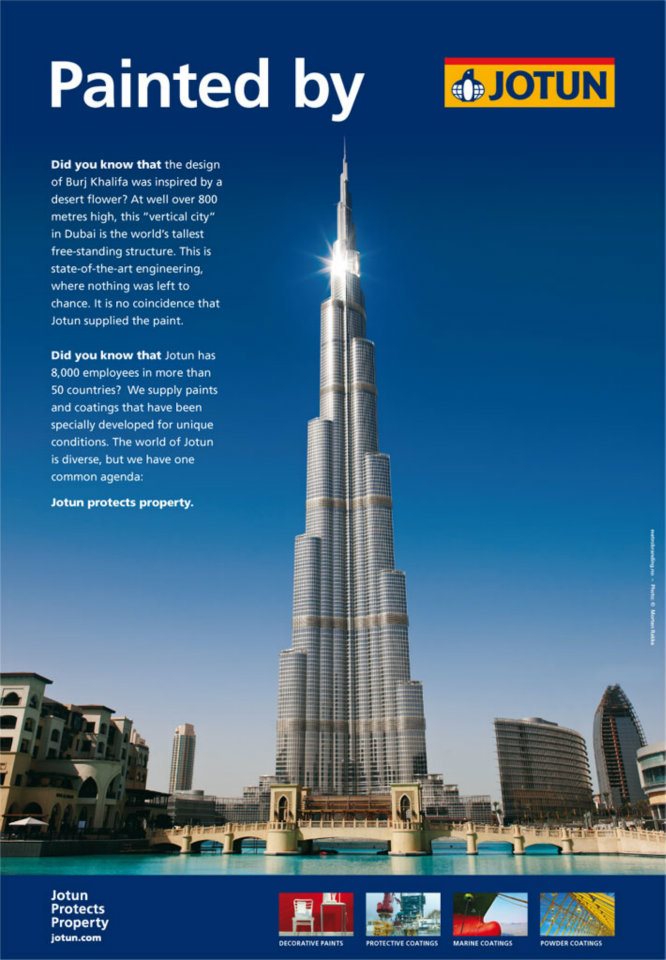 Painted by
JOTUN
Did you know that the design
of Burj Khalifa was inspired by a
desert flower? At well over 800
metres high, this “vertical city”
in Dubai is the world’s tallest
free-standing structure. This is
state-of-the-art engineering,
where nothing was left to
chance. It is no coincidence that
Jotun supplied the paint.
Did you know that Jotun has
8,000 employees in more than
50 countries?  We supply paints
and coatings that have been
specially developed for unique
conditions. The world of Jotun
is diverse, but we have one
common agenda:
Jotun protects property.
Photo: © Morten Rakke
Jotun
Protects
Property
jotun.com
DECORATIVE PAINTS
PROTECTIVE COATINGS
MARINE COATINGS
POWDER COATINGS